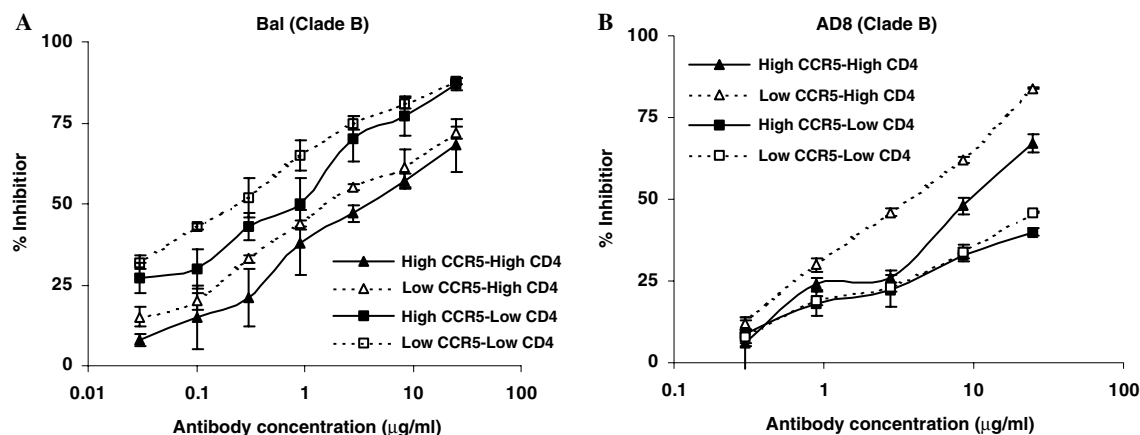 A
Bal (Clade B)
100
75
50
25
0
% Inhibitior
High CCR5-High CD4
Low CCR5-High CD4
High CCR5-Low CD4
Low CCR5-Low CD4
0.01
0.1
1
10
100
Antibody concentration (μg/ml)
B
AD8 (Clade B)
100
75
50
25
0
% Inhibitior
High CCR5-High CD4
Low CCR5-High CD4
High CCR5-Low CD4
Low CCR5-Low CD4
0.1
1
10
100
Antibody concentration (μg/ml)